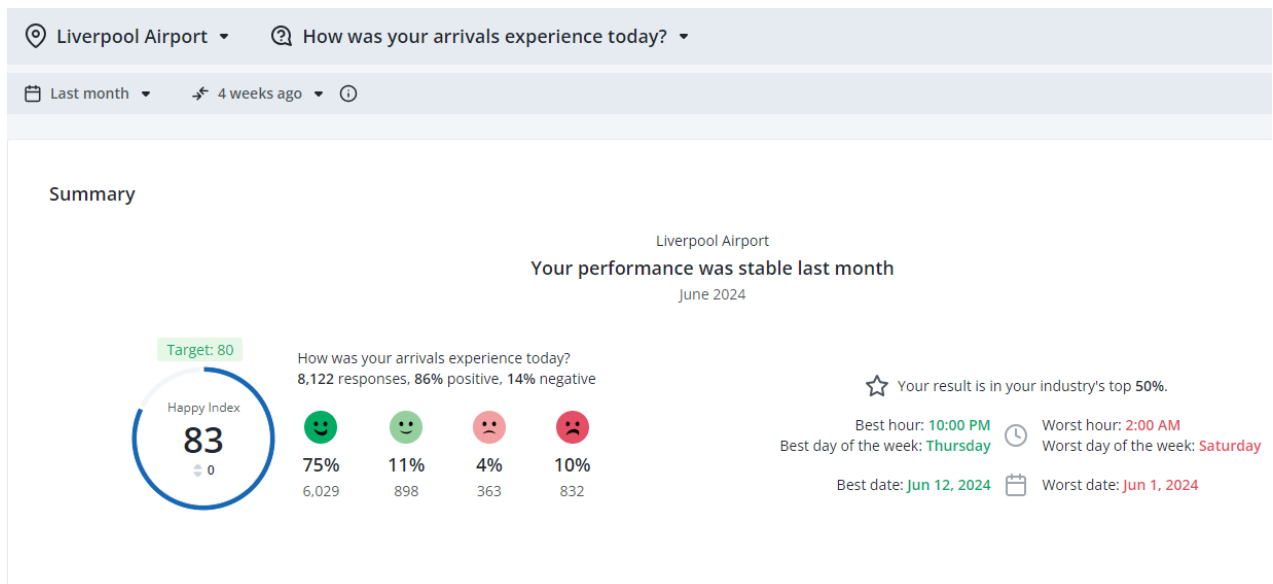 Liverpool Airport
How was your arrivals experience today?
Last month
4 weeks ago
Summary
Liverpool Airport
Your performance was stable last month
June 2024
Target: 80
Happy Index
83
0
How was your arrivals experience today?
8,122 responses, 86% positive, 14% negative
75% 11% 4% 10%
6,029 898 363 832
Your result is in your industry's top 50%.
Best hour: 10:00 PM Worst hour: 2:00 AM
Best day of the week: Thursday Worst day of the week: Saturday
Best date: Jun 12, 2024 Worst date: Jun 1, 2024